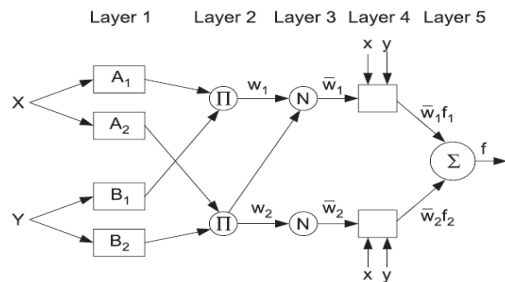 Layer 1 Layer 2 Layer 3 Layer 4 Layer 5
x y
A₁ w₁ w̅₁
X Π N w̅₁f₁
A₂
f
Σ
B₁
w₂ w̅₂ w̅₂f₂
Y Π N
B₂
x y